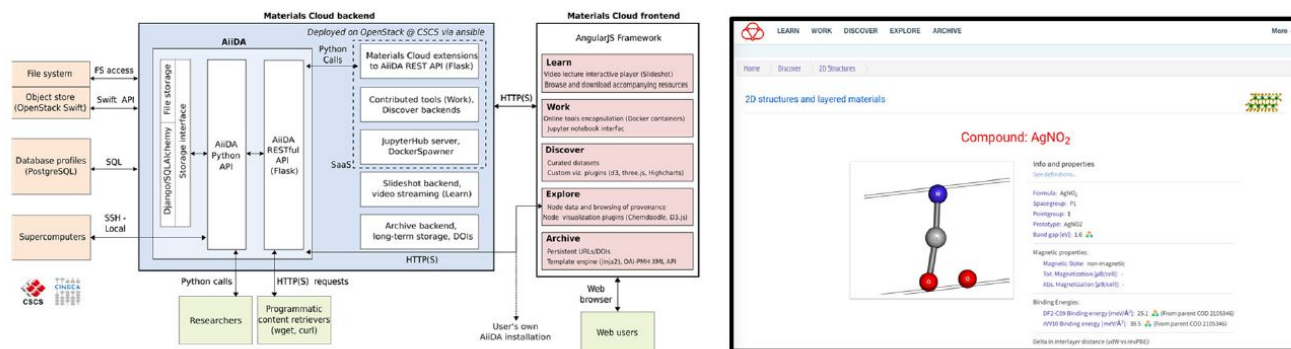 Materials Cloud backend
Deployed on OpenStack @ CSCS via ansible
AiiDA
File system
FS access
Object store
(OpenStack Swift)
Swift API
Database profiles
(PostgreSQL)
SQL
Supercomputers
SSH -
Local
CSCS
CINECA
Django/SQLAlchemy
File storage
Storage interface
AiiDA
Python
API
AiiDA
RESTful
API
(Flask)
Python
Calls
Materials Cloud extensions
to AiiDA REST API (Flask)
Contributed tools (Work),
Discover backends
JupyterHub server,
DockerSpawner
SaaS
Slideshot backend,
video streaming (Learn)
Archive backend,
long-term storage, DOIs
HTTP(S)
HTTP(S)
Python calls
HTTP(S) requests
Researchers
Programmatic
content retrievers
(wget, curl)
User's own
AiiDA installation
Materials Cloud frontend
AngularJS Framework
Learn
Video lecture interactive player (Slideshot)
Browse and download accompanying resources
Work
Online tools encapsulation (Docker containers)
Jupyter notebook interfac
Discover
Curated datasets
Custom viz. plugins (d3, three.js, Highcharts)
Explore
Node data and browsing of provenance
Node visualization plugins (Chemdoodle, D3.js)
Archive
Persistent URLs/DOIs
Template engine (Jinja2), OAI-PMH XML API
Web
browser
Web users
LEARN WORK DISCOVER EXPLORE ARCHIVE More
Home Discover 2D Structures
2D structures and layered materials
Compound: AgNO₂
Info and properties
See definitions...
Formula: AgNO₂
Spacegroup: P1
Pointgroup: 1
Prototype: AgNO2
Band gap [eV]: 1.6
Magnetic properties:
Magnetic State: non-magnetic
Tot. Magnetization [μB/cell]: -
Abs. Magnetization [μB/cell]: -
Binding Energies:
DF2-C09 Binding energy [meV/Å²]: 25.1 (From parent COD 2105346)
rVV10 Binding energy [meV/Å²]: 36.5 (From parent COD 2105346)
Delta in interlayer distance (vdW vs revPBE):